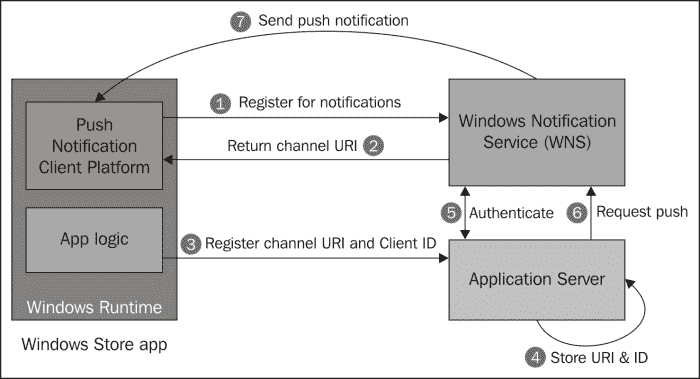 7 Send push notification
Push
Notification
Client Platform
1 Register for notifications
Windows Notification
Service (WNS)
Return channel URI 2
5 Authenticate
6 Request push
App logic
3 Register channel URI and Client ID
Application Server
Windows Runtime
Windows Store app
4 Store URI & ID